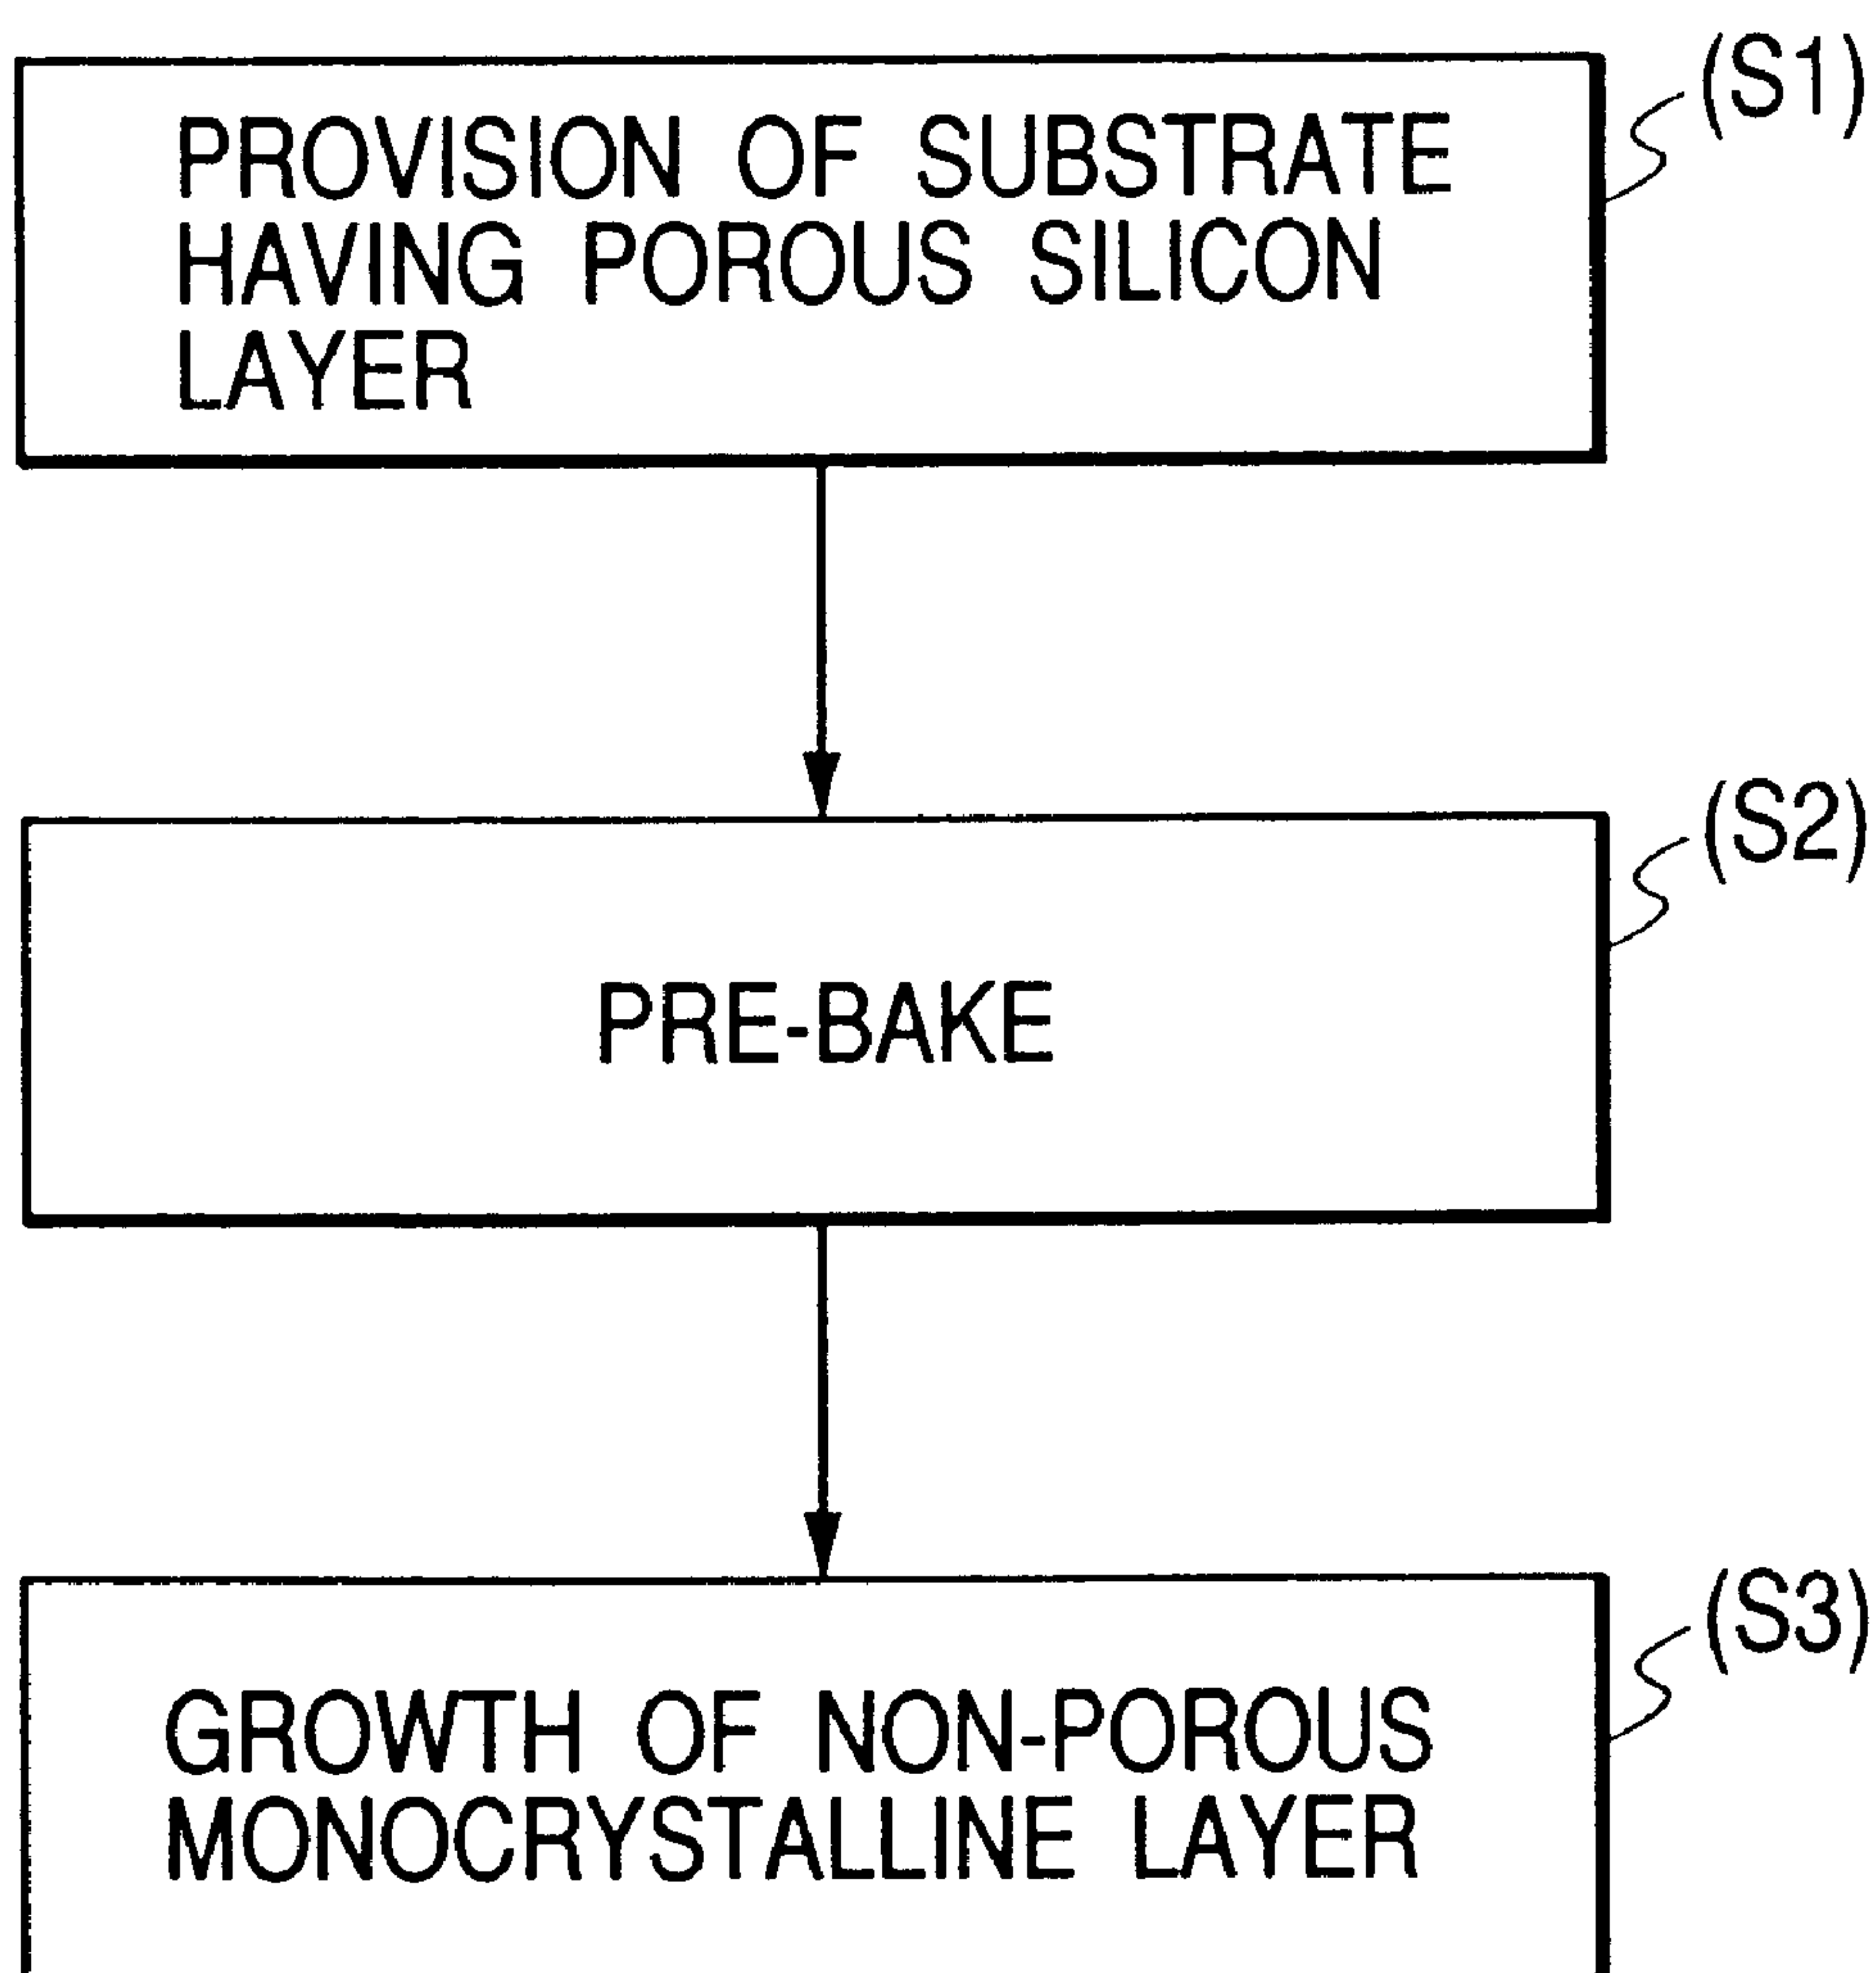 (S1)
PROVISION OF SUBSTRATE
HAVING POROUS SILICON
LAYER
(S2)
PRE-BAKE
(S3)
GROWTH OF NON-POROUS
MONOCRYSTALLINE LAYER